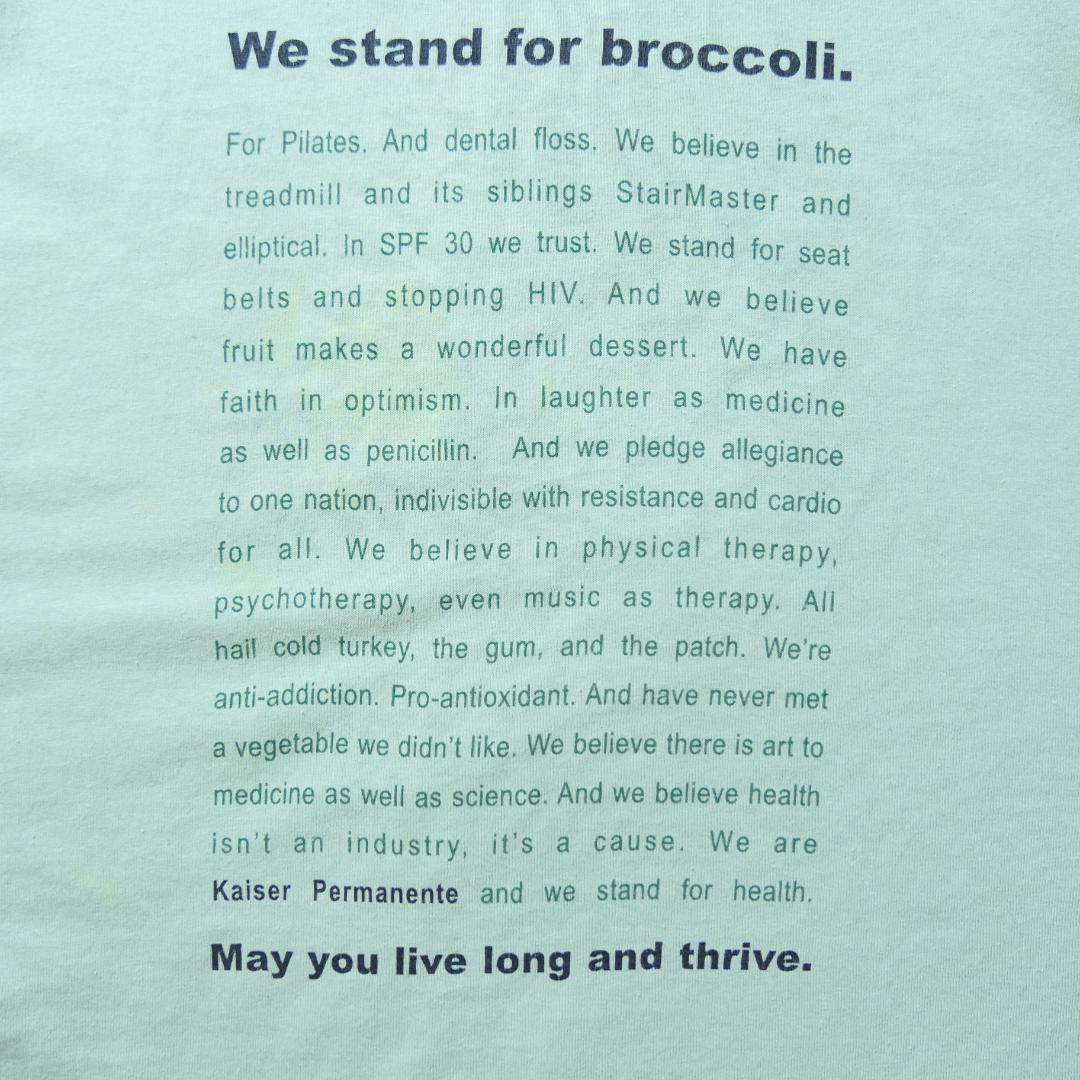 We stand for broccoli.
For Pilates. And dental floss. We believe in the
treadmill and its siblings StairMaster and
elliptical. In SPF 30 we trust. We stand for seat
belts and stopping HIV. And we believe
fruit makes a wonderful dessert. We have
faith in optimism. In laughter as medicine
as well as penicillin. And we pledge allegiance
to one nation, indivisible with resistance and cardio
for all. We believe in physical therapy,
psychotherapy, even music as therapy. All
hail cold turkey, the gum, and the patch. We're
anti-addiction. Pro-antioxidant. And have never met
a vegetable we didn't like. We believe there is art to
medicine as well as science. And we believe health
isn't an industry, it's a cause. We are
Kaiser Permanente and we stand for health.
May you live long and thrive.